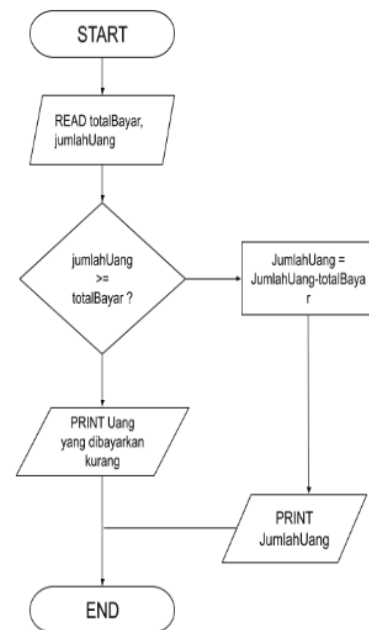 START
READ totalBayar,
jumlahUang
jumlahUang
>=
totalBayar ?
JumlahUang =
JumlahUang-totalBaya
r
PRINT Uang
yang dibayarkan
kurang
PRINT
JumlahUang
END